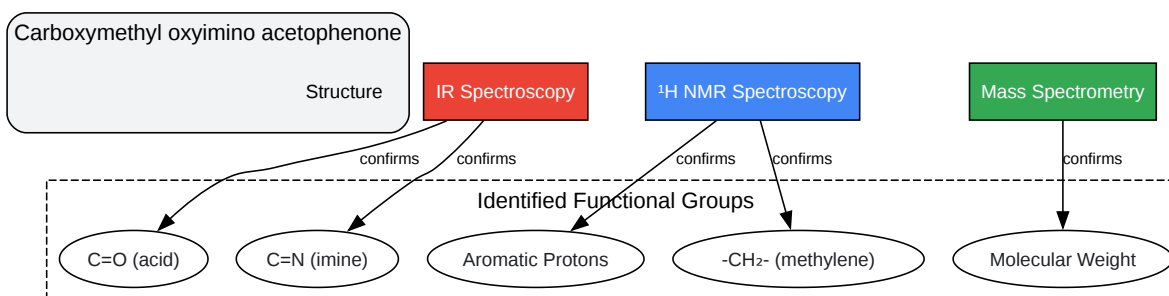 Carboxymethyl oxyimino acetophenone
Structure
IR Spectroscopy
¹H NMR Spectroscopy
Mass Spectrometry
confirms
confirms
confirms
confirms
confirms
Identified Functional Groups
C=O (acid)
C=N (imine)
Aromatic Protons
-CH₂- (methylene)
Molecular Weight